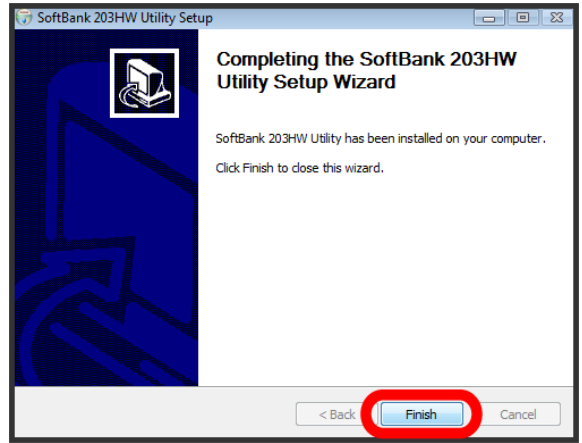 SoftBank 203HW Utility Setup
Completing the SoftBank 203HW
Utility Setup Wizard
SoftBank 203HW Utility has been installed on your computer.
Click Finish to close this wizard.
< Back
Finish
Cancel